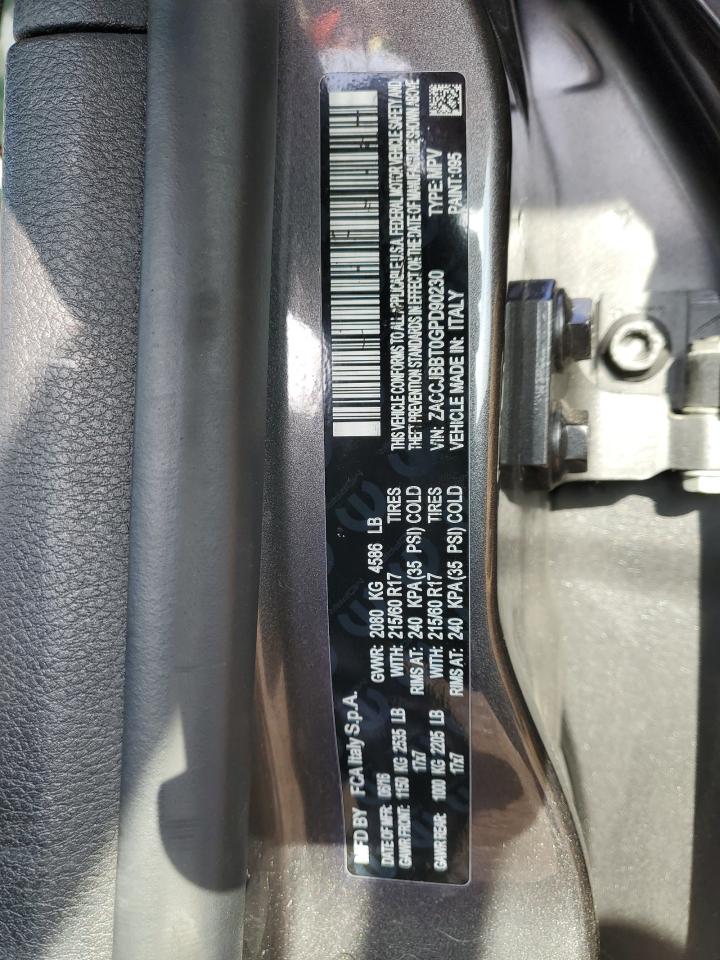 MFD BY FCA Italy S.p.A.
DATE OF MFR: 06/16 GVWR: 2080 KG 4586 LB
GAWR FRONT: 1150 KG 2535 LB WITH: 215/60 R17 TIRES
17x7 RIMS AT: 240 KPA(35 PSI) COLD
GAWR REAR: 1000 KG 2205 LB WITH: 215/60 R17 TIRES
17x7 RIMS AT: 240 KPA(35 PSI) COLD
THIS VEHICLE CONFORMS TO ALL APPLICABLE U.S.A. FEDERAL MOTOR VEHICLE SAFETY AND
THEFT PREVENTION STANDARDS IN EFFECT ON THE DATE OF MANUFACTURE SHOWN ABOVE
VIN: ZACCJBBT0GPD90230 TYPE: MPV
VEHICLE MADE IN: ITALY PAINT: 095